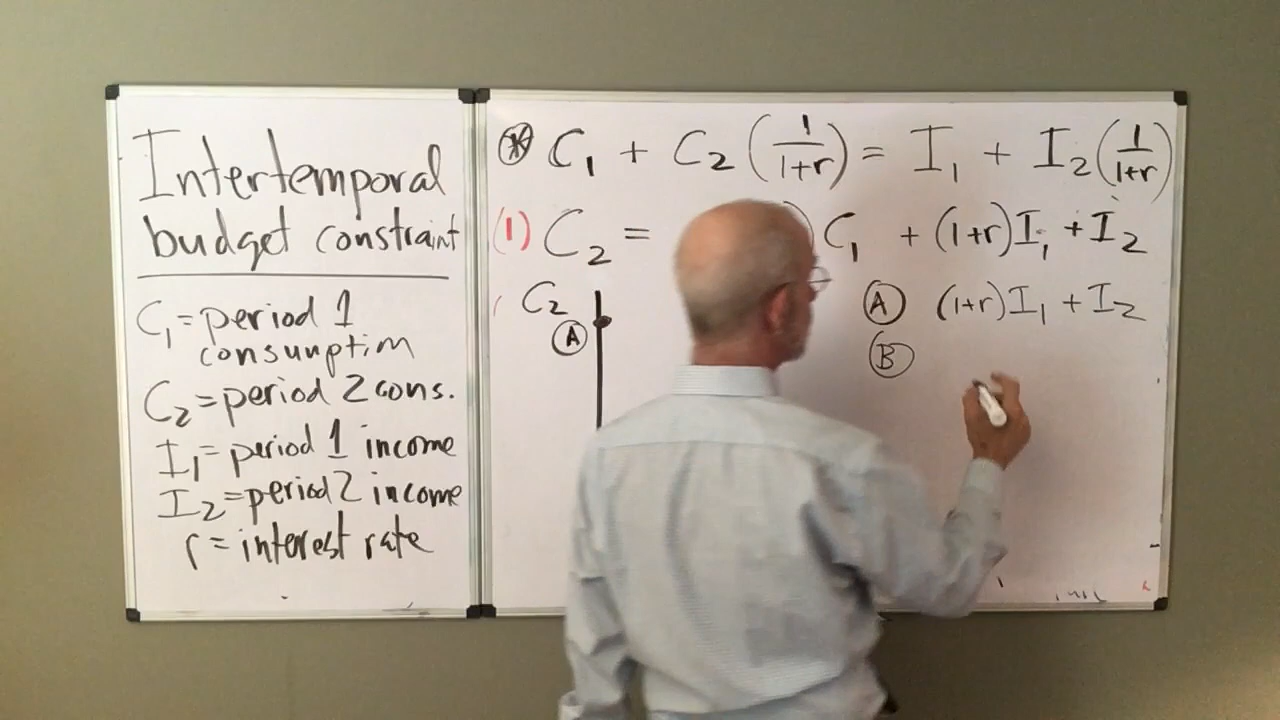 Intertemporal
budget constraint
C₁ = period 1
consumptim
C₂ = period 2 cons.
I₁ = period 1 income
I₂ = period 2 income
r = interest rate
* C₁ + C₂ (1/1+r) = I₁ + I₂ (1/1+r)
(1) C₂ = ) C₁ + (1+r)I₁ + I₂
C₂
A
A (1+r)I₁ + I₂
B